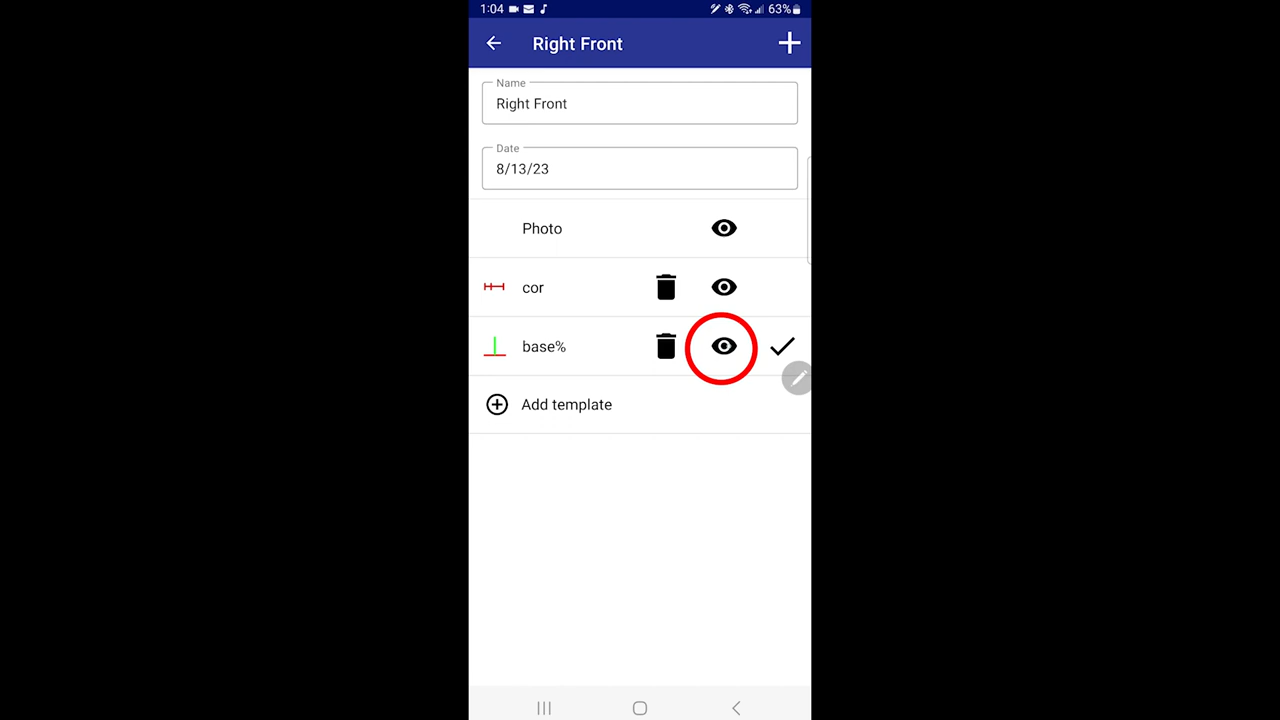 1:04 63%
Right Front
Name
Right Front
Date
8/13/23
Photo
cor
base%
Add template